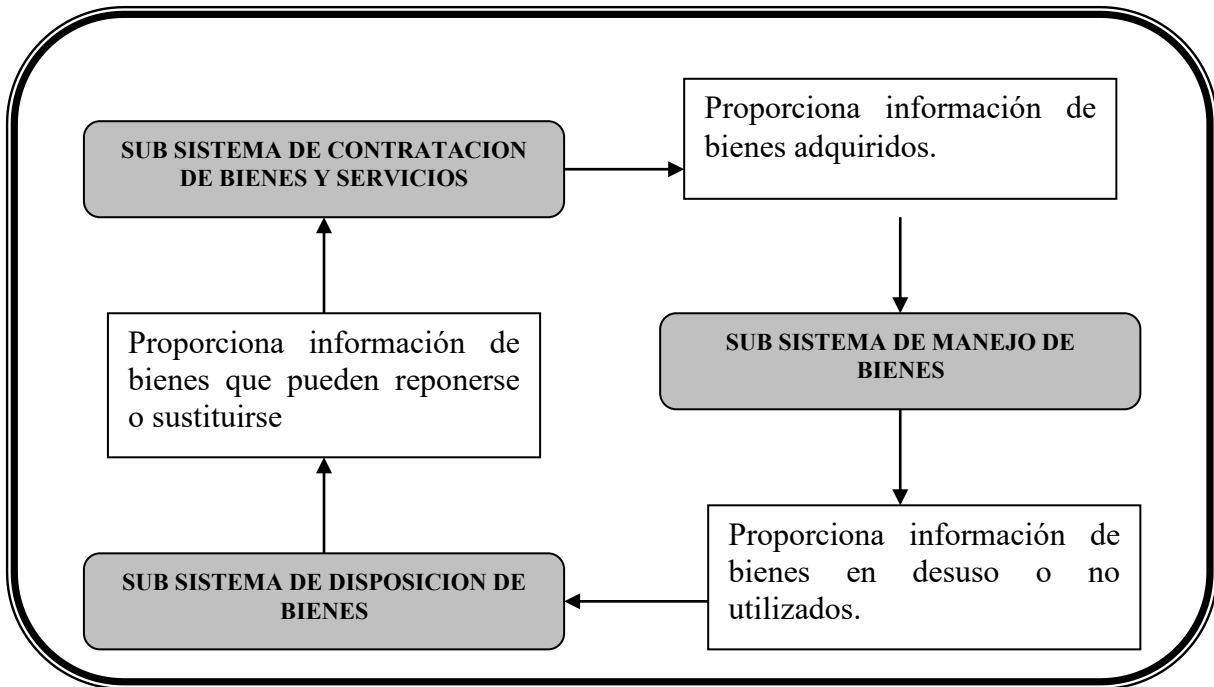 SUB SISTEMA DE CONTRATACION
DE BIENES Y SERVICIOS
Proporciona información de
bienes adquiridos.
SUB SISTEMA DE MANEJO DE
BIENES
Proporciona información de
bienes en desuso o no
utilizados.
SUB SISTEMA DE DISPOSICION DE
BIENES
Proporciona información de
bienes que pueden reponerse
o sustituirse